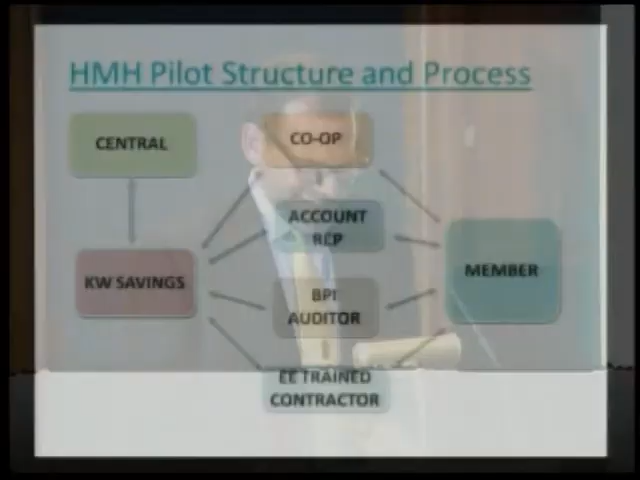 HMH Pilot Structure and Process
CENTRAL
CO-OP
ACCOUNT
REP
KW SAVINGS
MEMBER
BPI
AUDITOR
EE TRAINED
CONTRACTOR